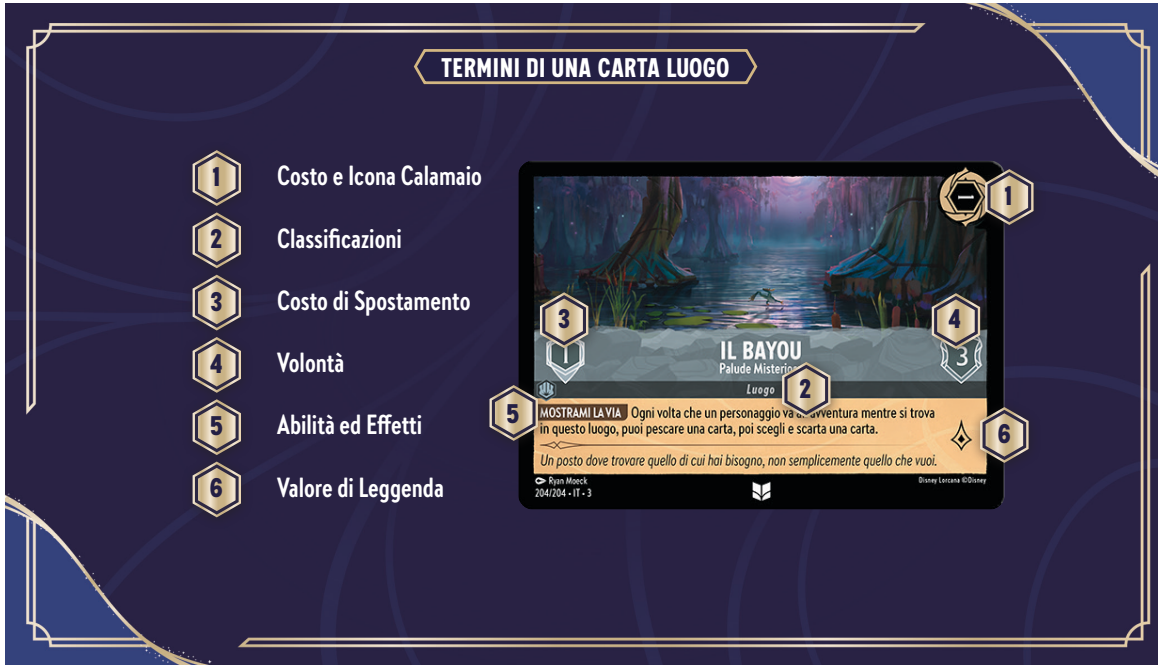 TERMINI DI UNA CARTA LUOGO
1 Costo e Icona Calamaio
2 Classificazioni
3 Costo di Spostamento
4 Volontà
5 Abilità ed Effetti
6 Valore di Leggenda
1 1
3 4
1 IL BAYOU 3
Palude
Luogo 2
5 MOSTRAMI LA VIA Ogni volta che un personaggio va avventura mentre si trova
in questo luogo, puoi pescare una carta, poi scegli e scarta una carta.
6
Un posto dove trovare quello di cui hai bisogno, non semplicemente quello che vuoi.
Ryan Moeck
204/204 • IT • 3
Disney Lorcana ©Disney